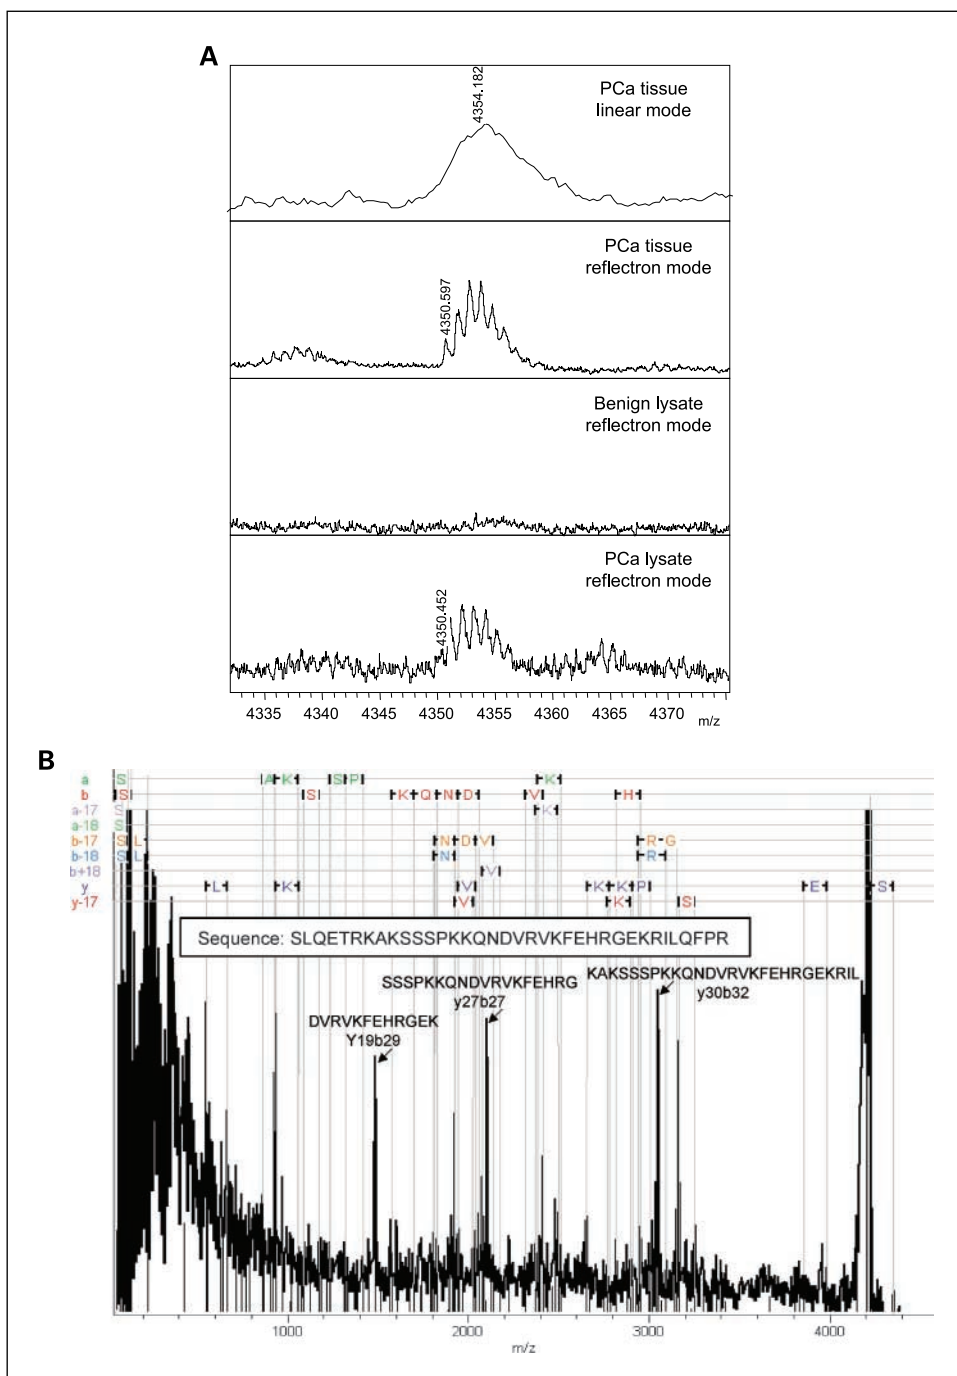 A
4354.182
PCa tissue
linear mode
PCa tissue
reflectron mode
4350.597
Benign lysate
reflectron mode
PCa lysate
reflectron mode
4350.452
4335 4340 4345 4350 4355 4360 4365 4370 m/z
B
a S A K S P K
b S S K Q N D V H
a-17 S K
a-18 S
b-17 S L N D V R G
b-18 S L N R
b+18 V
y L K V K K P E S
y-17 V K S
Sequence: SLQETRKAKSSSPKKQNDVRVKFEHRGEKRILQFPR
KAKSSSPKKQNDVRVKFEHRGEKRIL
y30b32
SSSPKKQNDVRVKFEHRG
y27b27
DVRVKFEHRGEK
Y19b29
1000 2000 3000 4000
m/z